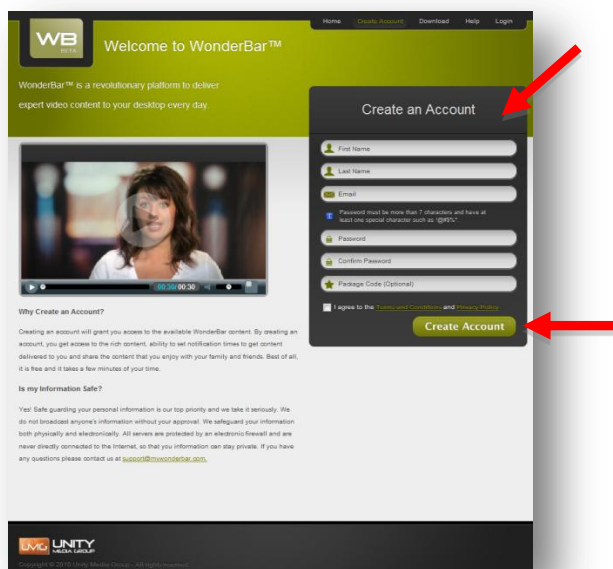 Home Create Account Download Help Login
WB
BETA
Welcome to WonderBar™
WonderBar™ is a revolutionary platform to deliver
expert video content to your desktop every day.
Create an Account
First Name
Last Name
Email
Password must be more than 7 characters and have at
least one special character such as '!@#$%^.
Password
Confirm Password
Package Code (Optional)
I agree to the Terms and Conditions and Privacy Policy
Create Account
00:30/00:30
Why Create an Account?
Creating an account will grant you access to the available WonderBar content. By creating an
account, you get access to the rich content, ability to set notification times to get content
delivered to you and share the content that you enjoy with your family and friends. Best of all,
it is free and it takes a few minutes of your time.
Is my Information Safe?
Yes! Safe guarding your personal information is our top priority and we take it seriously. We
do not broadcast anyone's information without your approval. We safeguard your information
both physically and electronically. All servers are protected by an electronic firewall and are
never directly connected to the Internet, so that you information can stay private. If you have
any questions please contact us at support@mywonderbar.com.
UMG UNITY
MEDIA GROUP
Copyright © 2010 Unity Media Group - All rights reserved